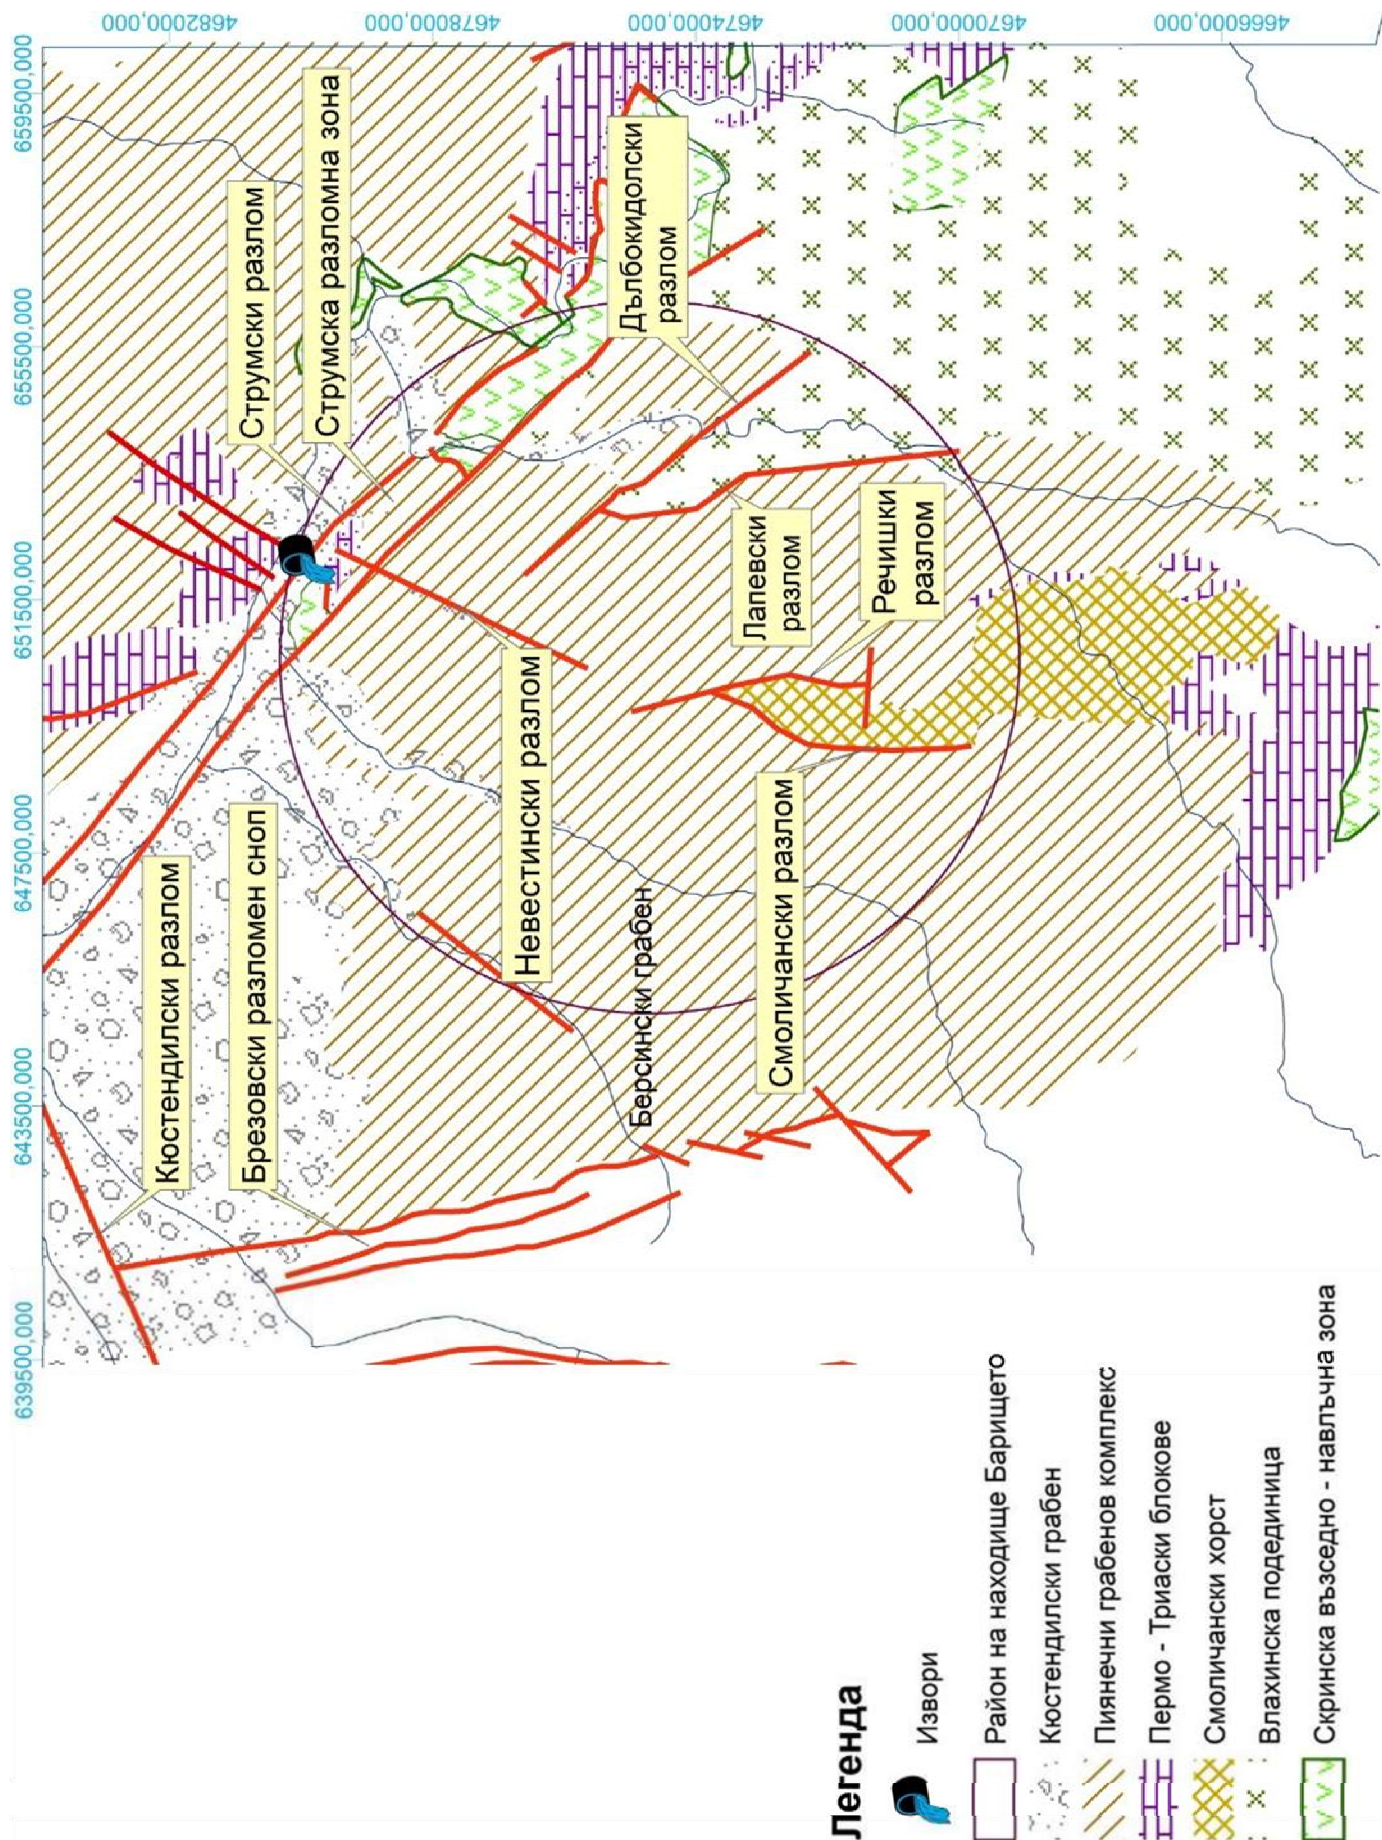 639500,000
643500,000
647500,000
651500,000
655500,000
659500,000
4682000,000
4678000,000
4674000,000
4670000,000
4666000,000
Кюстендилски разлом
Брезовски разломен сноп
Струмски разлом
Струмска разломна зона
Невестински разлом
Дълбокидолски
разлом
Берсински грабен
Лапевски
разлом
Смоличански разлом
Речишки
разлом
Легенда
Извори
Район на находище Барището
Кюстендилски грабен
Пиянечни грабенов комплекс
Пермо - Триаски блокове
Смоличански хорст
Влахинска подединица
Скринска възседно - навлъчна зона